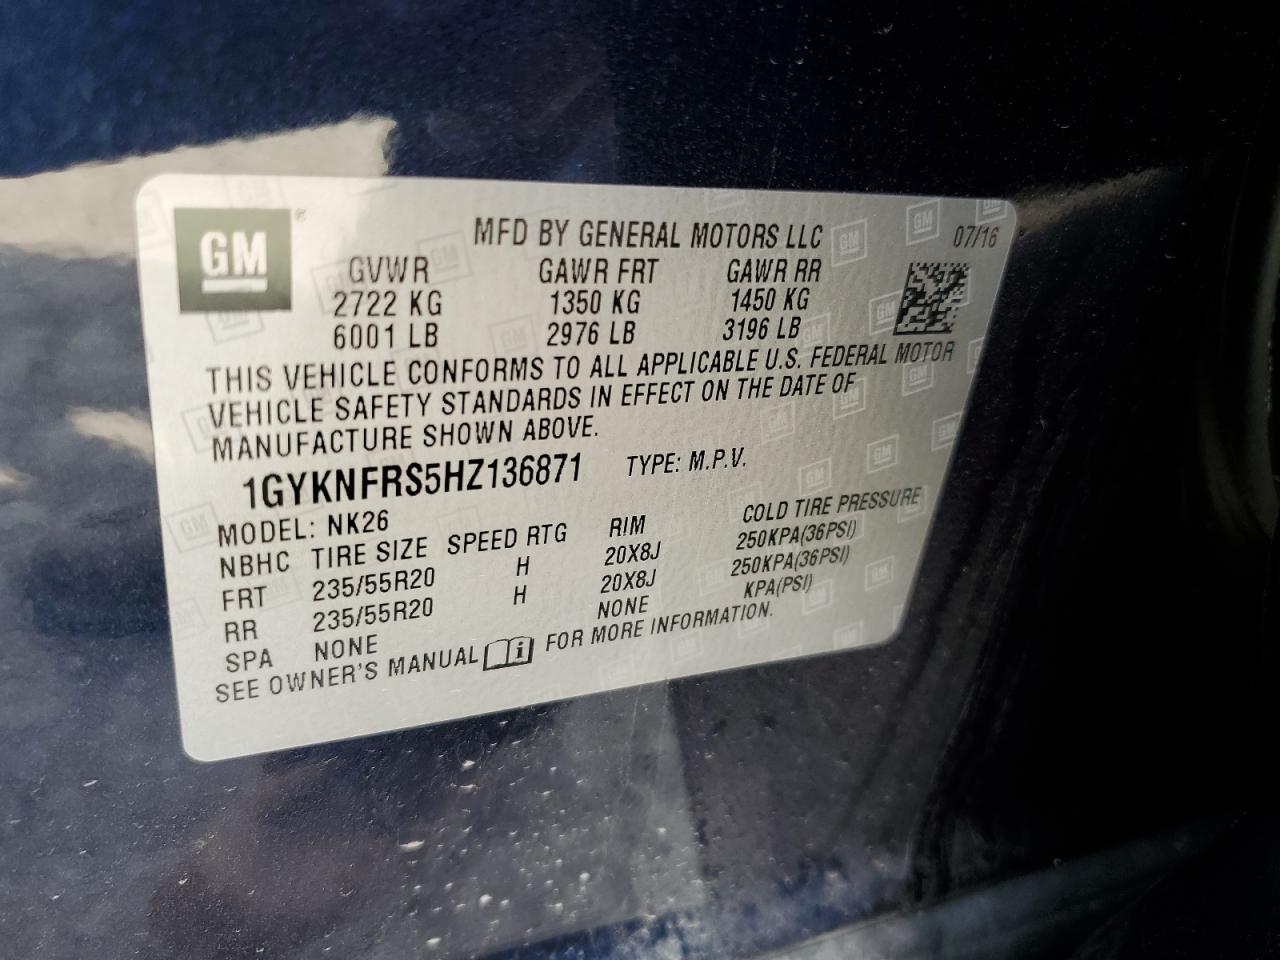 GM ®
MFD BY GENERAL MOTORS LLC 07/16
GVWR GAWR FRT GAWR RR
2722 KG 1350 KG 1450 KG
6001 LB 2976 LB 3196 LB
THIS VEHICLE CONFORMS TO ALL APPLICABLE U.S. FEDERAL MOTOR
VEHICLE SAFETY STANDARDS IN EFFECT ON THE DATE OF
MANUFACTURE SHOWN ABOVE.
1GYKNFRS5HZ136871 TYPE: M.P.V.
MODEL: NK26
NBHC TIRE SIZE SPEED RTG RIM COLD TIRE PRESSURE
FRT 235/55R20 H 20X8J 250KPA(36PSI)
RR 235/55R20 H 20X8J 250KPA(36PSI)
SPA NONE NONE KPA(PSI)
SEE OWNER'S MANUAL i FOR MORE INFORMATION.